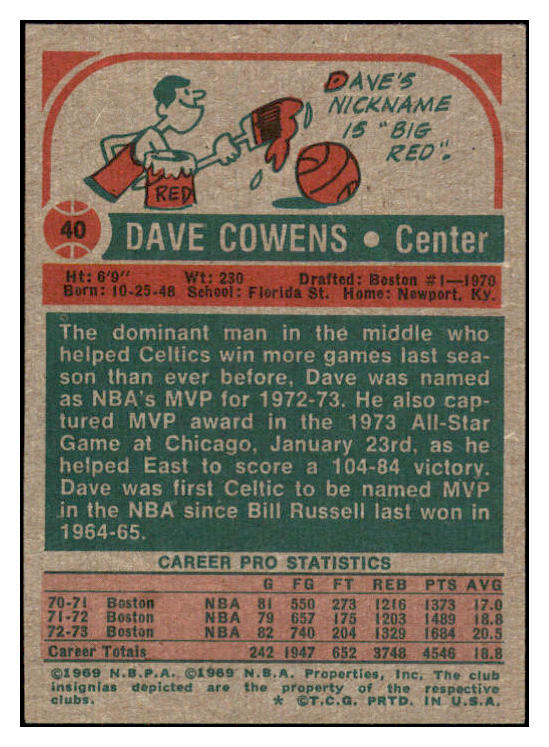 DAVE'S
NICKNAME
IS "BIG
RED".
RED
40 DAVE COWENS • Center
Ht: 6'9" Wt: 230 Drafted: Boston #1—1970
Born: 10-25-48 School: Florida St. Home: Newport, Ky.
The dominant man in the middle who
helped Celtics win more games last sea-
son than ever before, Dave was named
as NBA's MVP for 1972-73. He also cap-
tured MVP award in the 1973 All-Star
Game at Chicago, January 23rd, as he
helped East to score a 104-84 victory.
Dave was first Celtic to be named MVP
in the NBA since Bill Russell last won in
1964-65.
CAREER PRO STATISTICS
G FG FT REB PTS AVG
70-71 Boston NBA 81 550 273 1216 1373 17.0
71-72 Boston NBA 79 657 175 1203 1489 18.8
72-73 Boston NBA 82 740 204 1329 1684 20.5
Career Totals 242 1947 652 3748 4546 18.8
©1969 N.B.P.A. ©1969 N.B.A. Properties, Inc. The club
insignias depicted are the property of the respective
clubs. * ©T.C.G. PRTD. IN U.S.A.